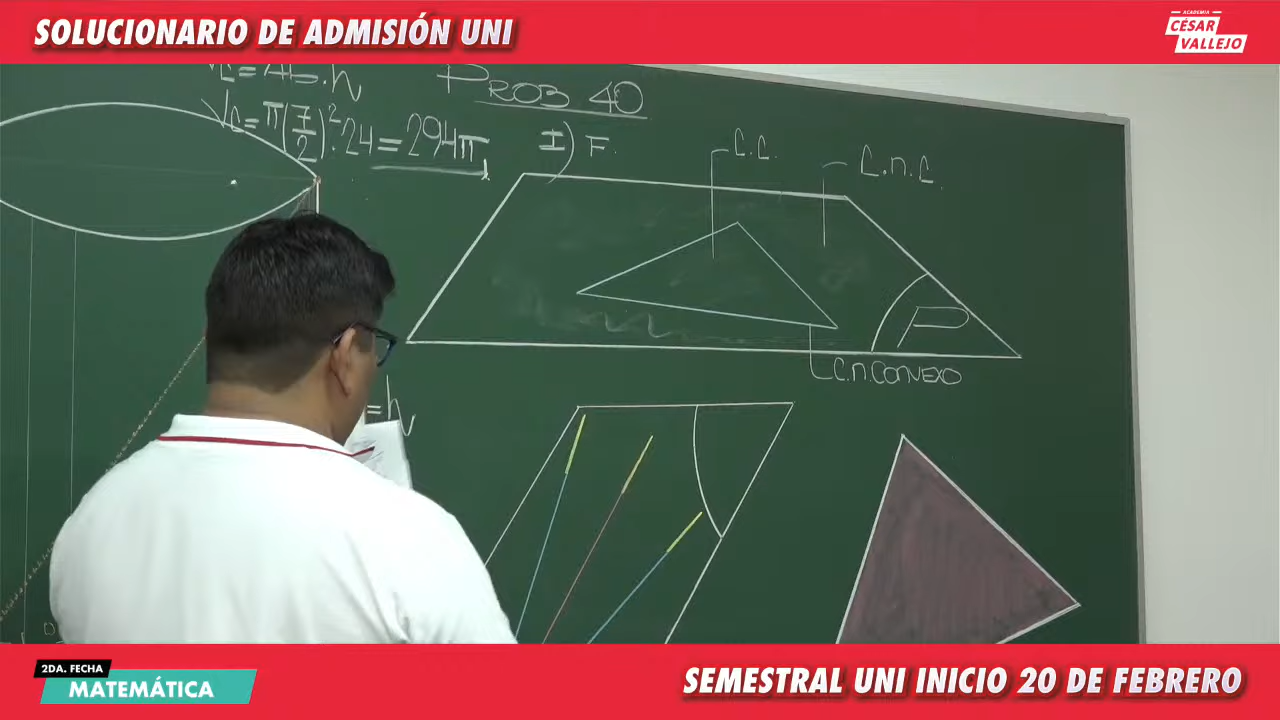 SOLUCIONARIO DE ADMISIÓN UNI
ACADEMIA
CÉSAR
VALLEJO
PROB 40
Vc = π(7/2)²·24 = 294π
I) F.
C.C.
C.n.C.
P
C.n.CONVEXO
= h
2DA. FECHA
MATEMÁTICA
SEMESTRAL UNI INICIO 20 DE FEBRERO